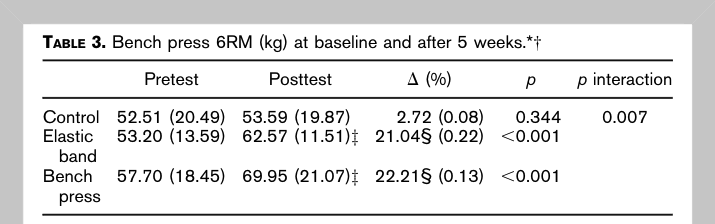 TABLE 3. Bench press 6RM (kg) at baseline and after 5 weeks.*†
Pretest Posttest Δ (%) p p interaction
Control 52.51 (20.49) 53.59 (19.87) 2.72 (0.08) 0.344 0.007
Elastic 53.20 (13.59) 62.57 (11.51)‡ 21.04§ (0.22) <0.001
band
Bench 57.70 (18.45) 69.95 (21.07)‡ 22.21§ (0.13) <0.001
press